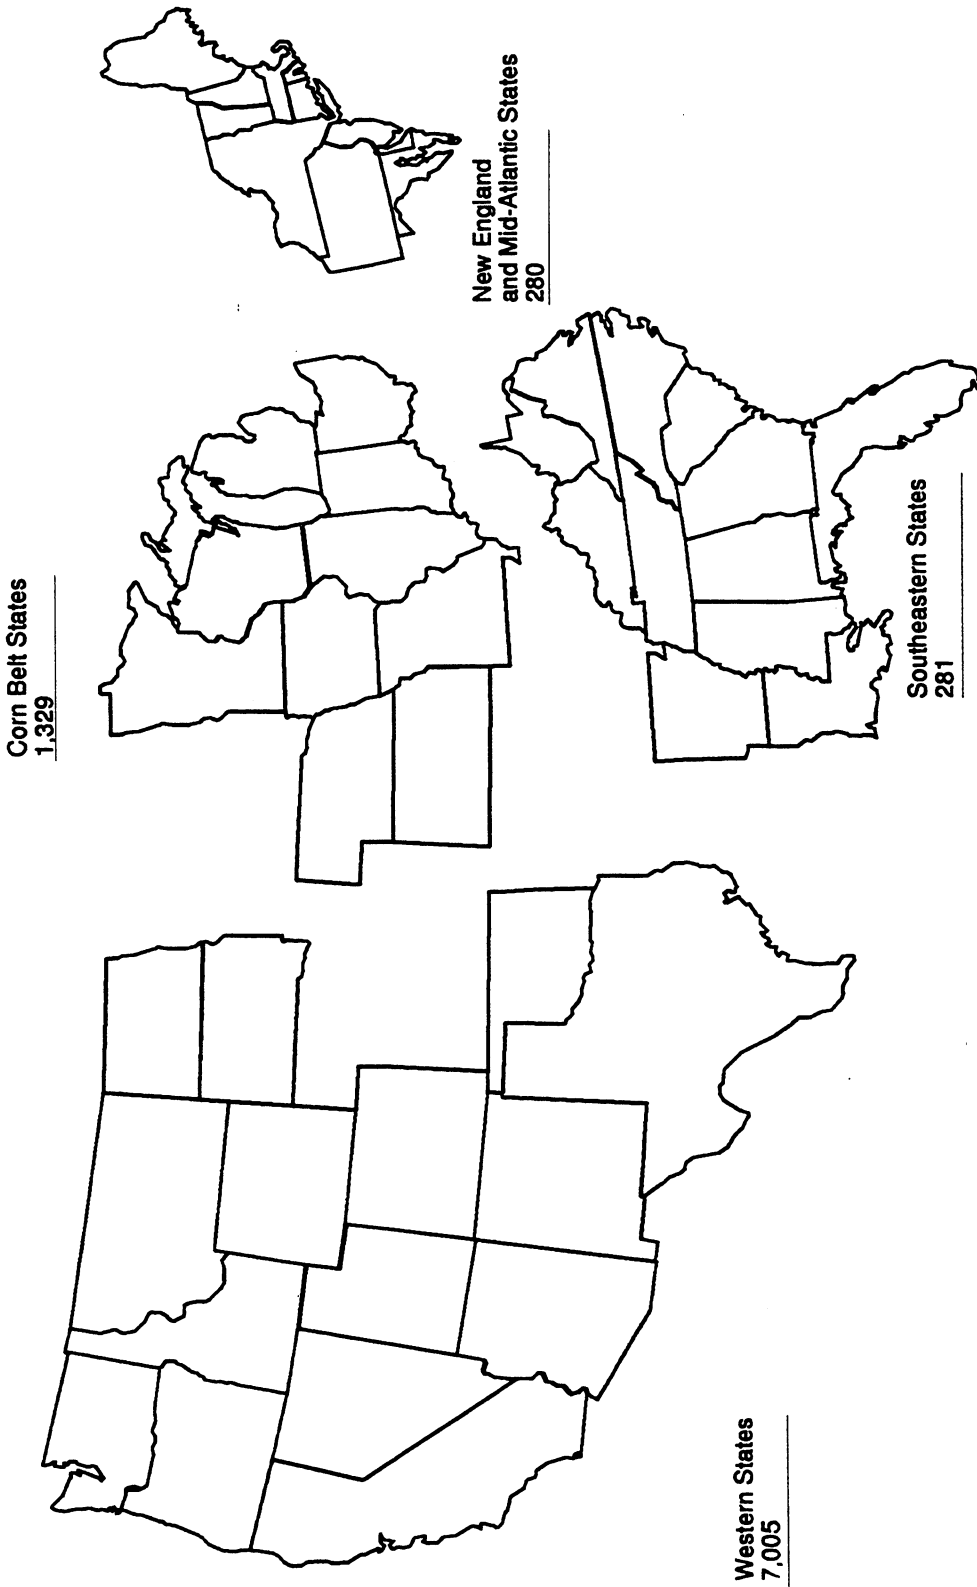 Corn Belt States
1,329
New England
and Mid-Atlantic States
280
Western States
7,005
Southeastern States
281